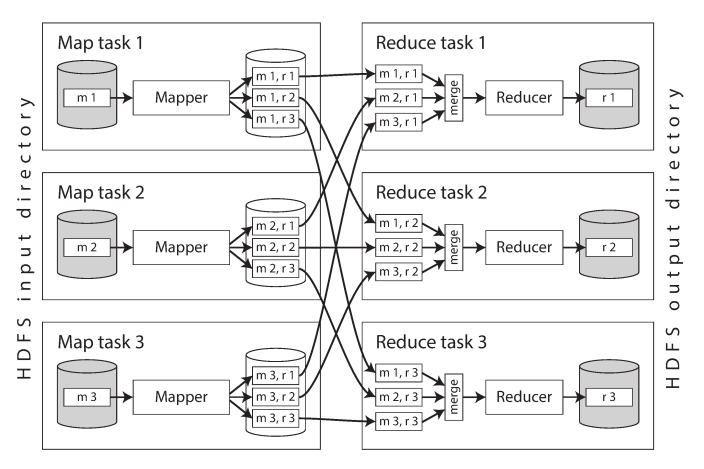 HDFS input directory
Map task 1
m 1
Mapper
m 1, r 1
m 1, r 2
m 1, r 3
Reduce task 1
m 1, r 1
m 2, r 1
m 3, r 1
merge
Reducer
r 1
Map task 2
m 2
Mapper
m 2, r 1
m 2, r 2
m 2, r 3
Reduce task 2
m 1, r 2
m 2, r 2
m 3, r 2
merge
Reducer
r 2
Map task 3
m 3
Mapper
m 3, r 1
m 3, r 2
m 3, r 3
Reduce task 3
m 1, r 3
m 2, r 3
m 3, r 3
merge
Reducer
r 3
HDFS output directory